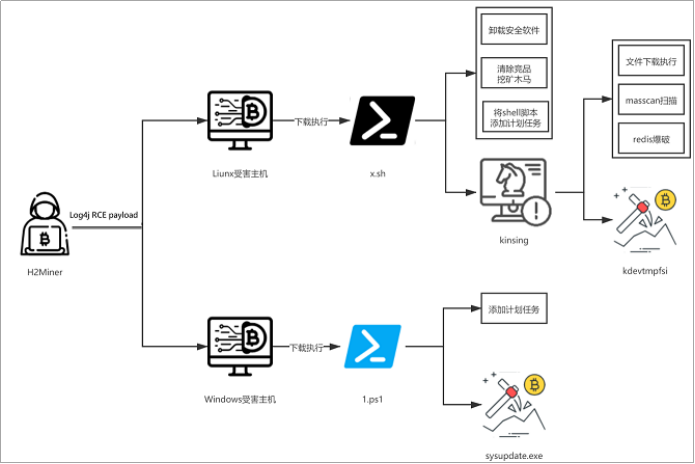 卸载安全软件
清除竞品
挖矿木马
将shell脚本
添加计划任务
文件下载执行
masscan扫描
redis爆破
下载执行
Liunx受害主机
x.sh
Log4j RCE payload
H2Miner
kinsing
kdevtmpfsi
添加计划任务
下载执行
Windows受害主机
1.ps1
sysupdate.exe